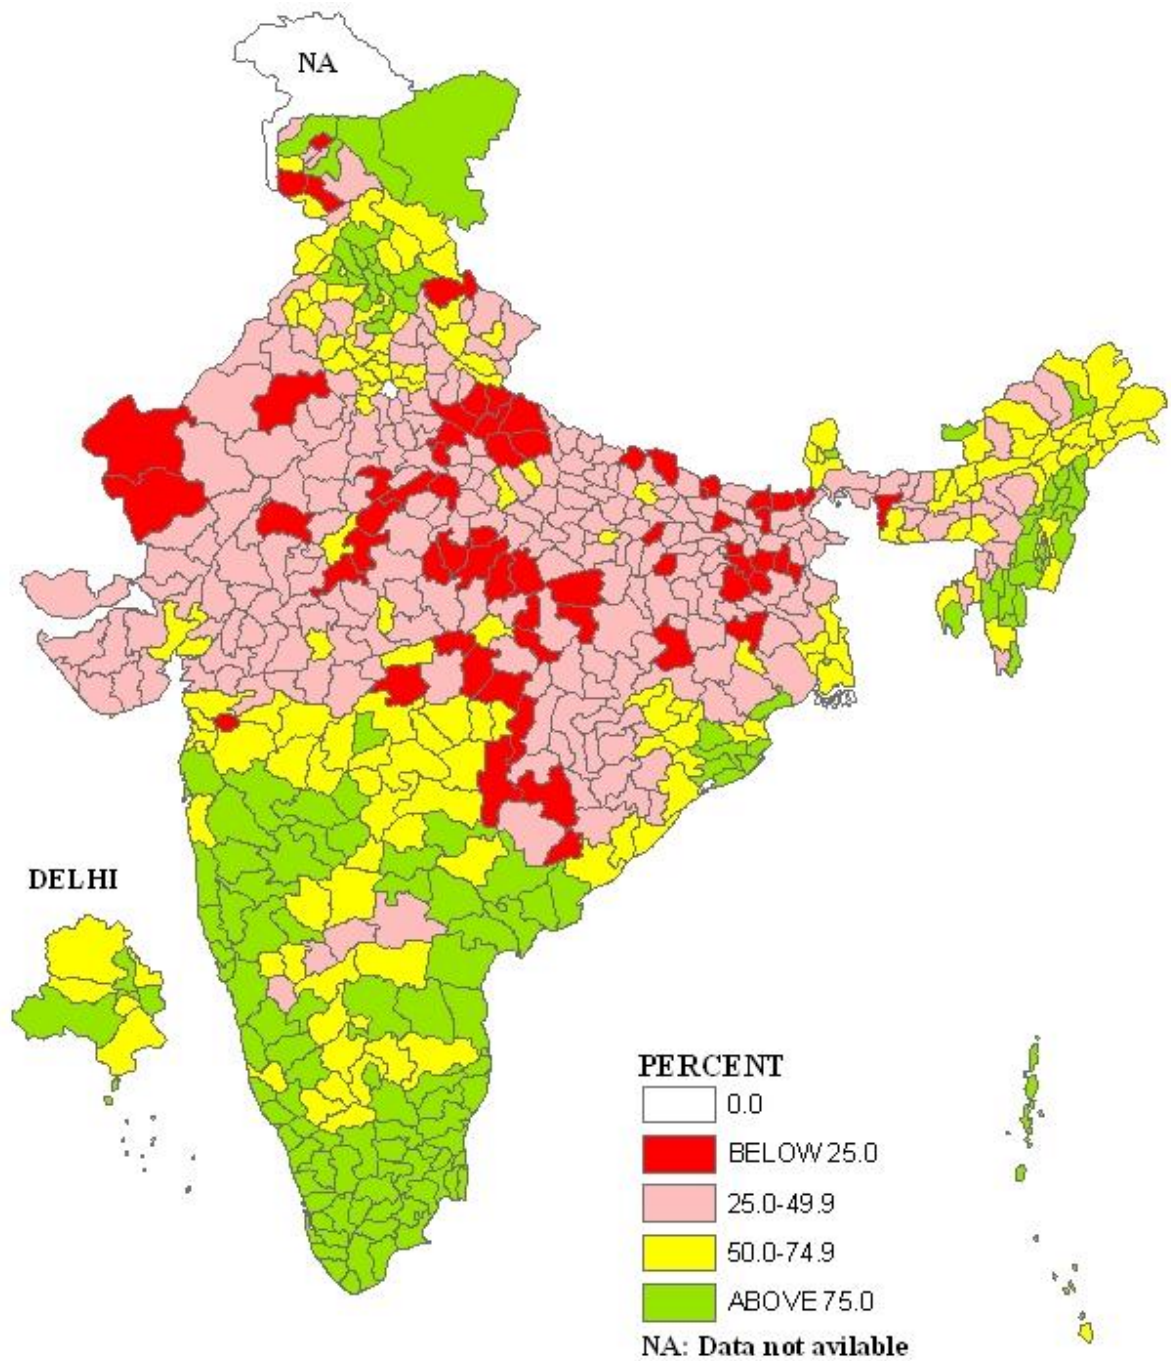 NA
DELHI
PERCENT
0.0
BELOW 25.0
25.0-49.9
50.0-74.9
ABOVE 75.0
NA: Data not avilable